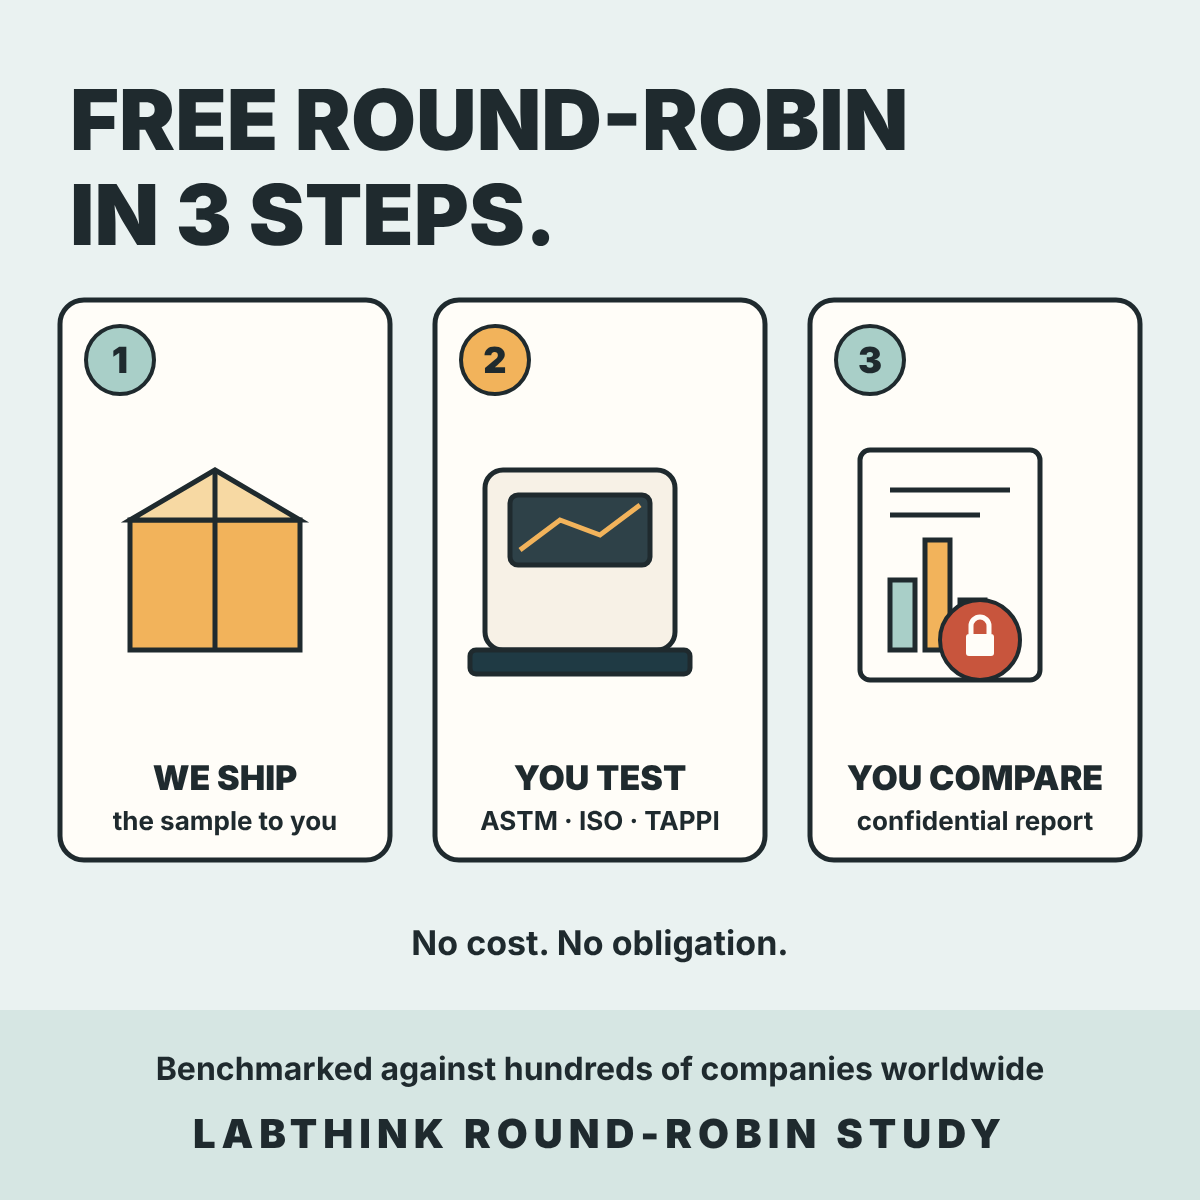 FREE ROUND-ROBIN
IN 3 STEPS.
1
WE SHIP
the sample to you
2
YOU TEST
ASTM · ISO · TAPPI
3
YOU COMPARE
confidential report
No cost. No obligation.
Benchmarked against hundreds of companies worldwide
LABTHINK ROUND-ROBIN STUDY